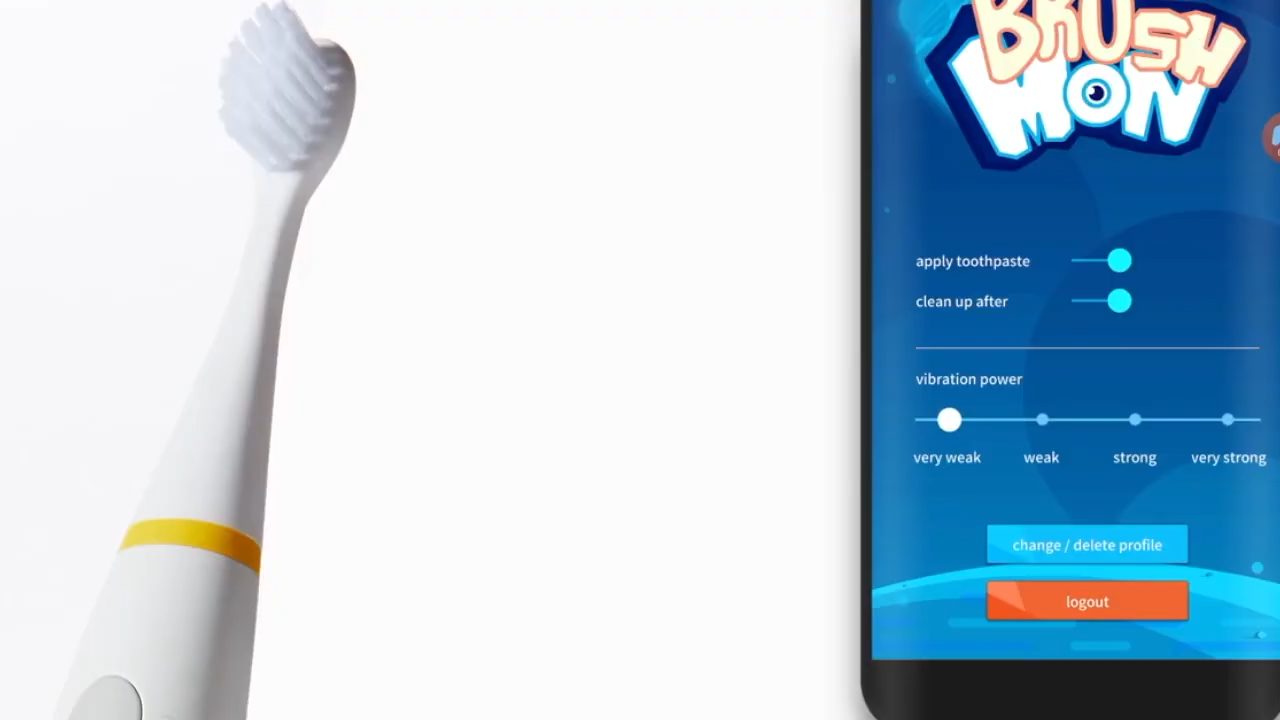 BRUSH
MON
apply toothpaste
clean up after
vibration power
very weak weak strong very strong
change / delete profile
logout